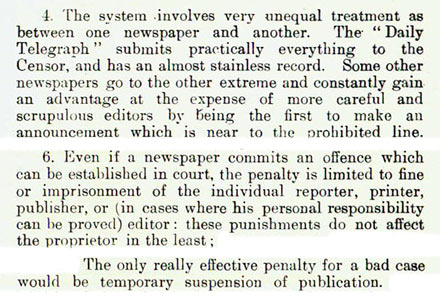 4. The system involves very unequal treatment as
between one newspaper and another. The "Daily
Telegraph" submits practically everything to the
Censor, and has an almost stainless record. Some other
newspapers go to the other extreme and constantly gain
an advantage at the expense of more careful and
scrupulous editors by being the first to make an
announcement which is near to the prohibited line.
6. Even if a newspaper commits an offence which
can be established in court, the penalty is limited to fine
or imprisonment of the individual reporter, printer,
publisher, or (in cases where his personal responsibility
can be proved) editor: these punishments do not affect
the proprietor in the least;
The only really effective penalty for a bad case
would be temporary suspension of publication.